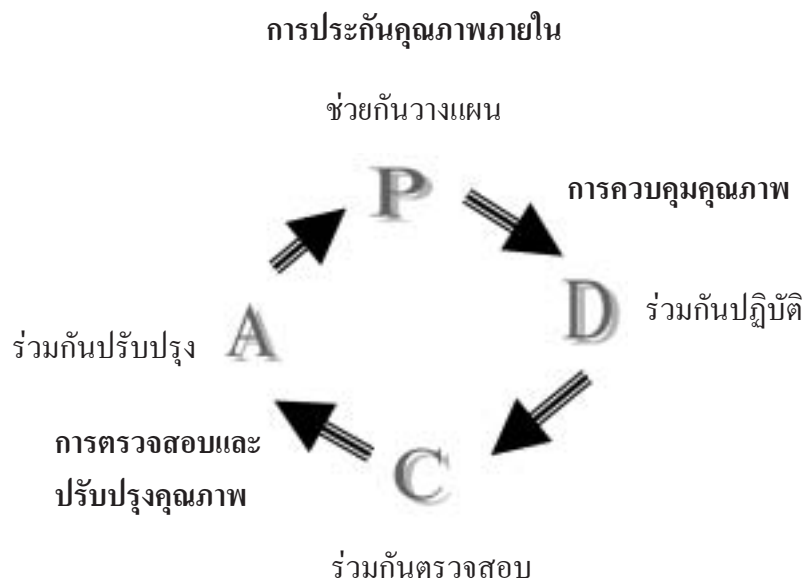 การประกันคุณภาพภายใน
ช่วยกันวางแผน
P
การควบคุมคุณภาพ
D
ร่วมกันปฏิบัติ
A
ร่วมกันปรับปรุง
การตรวจสอบและ
ปรับปรุงคุณภาพ
C
ร่วมกันตรวจสอบ